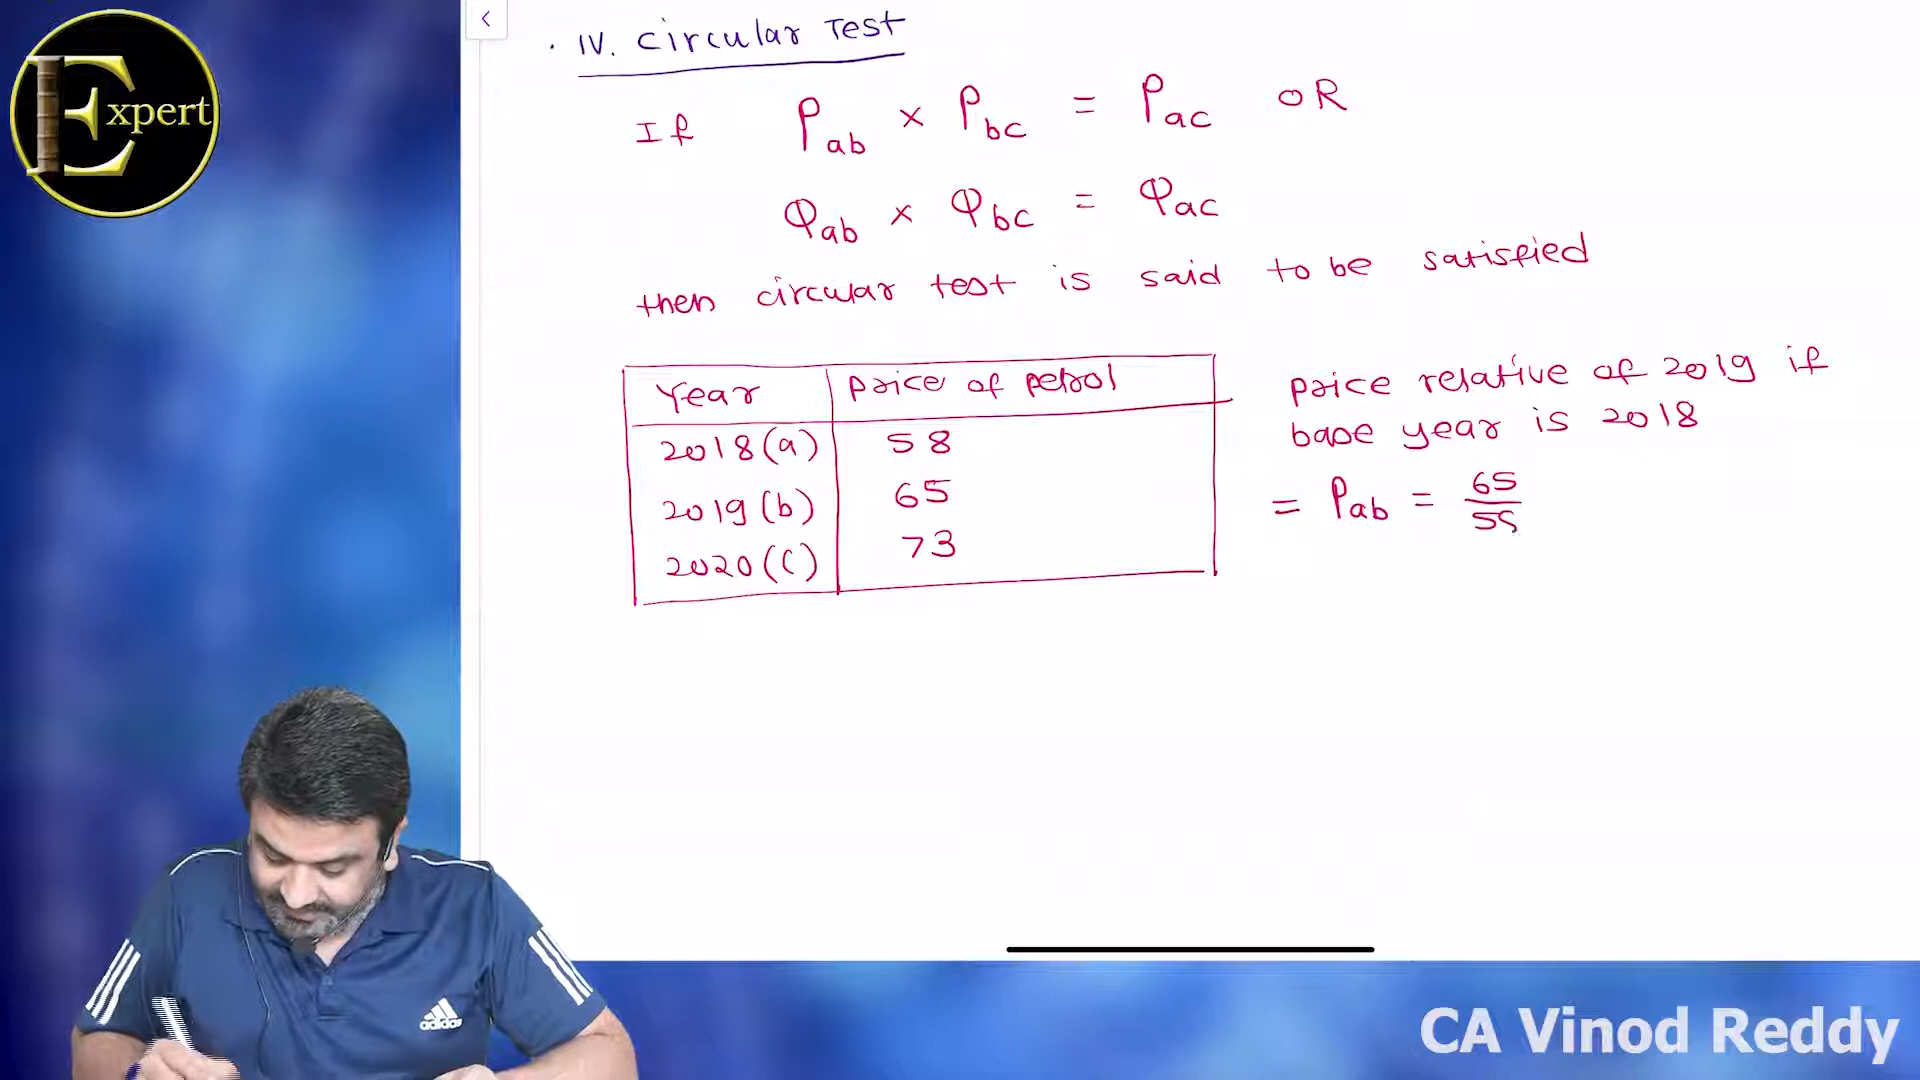 Expert
<
IV. Circular Test
If Pab × Pbc = Pac OR
Qab × Qbc = Qac
then circular test is said to be satisfied
Year Price of petrol
2018(a) 58
2019(b) 65
2020(c) 73
Price relative of 2019 if
base year is 2018
= Pab = 65
adidas
CA Vinod Reddy